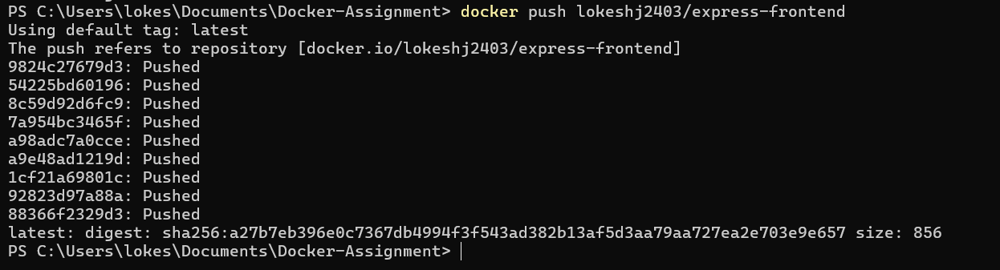 PS C:\Users\lokes\Documents\Docker-Assignment> docker push lokeshj2403/express-frontend
Using default tag: latest
The push refers to repository [docker.io/lokeshj2403/express-frontend]
9824c27679d3: Pushed
54225bd60196: Pushed
8c59d92d6fc9: Pushed
7a954bc3465f: Pushed
a98adc7a0cce: Pushed
a9e48ad1219d: Pushed
1cf21a69801c: Pushed
92823d97a88a: Pushed
88366f2329d3: Pushed
latest: digest: sha256:a27b7eb396e0c7367db4994f3f543ad382b13af5d3aa79aa727ea2e703e9e657 size: 856
PS C:\Users\lokes\Documents\Docker-Assignment>